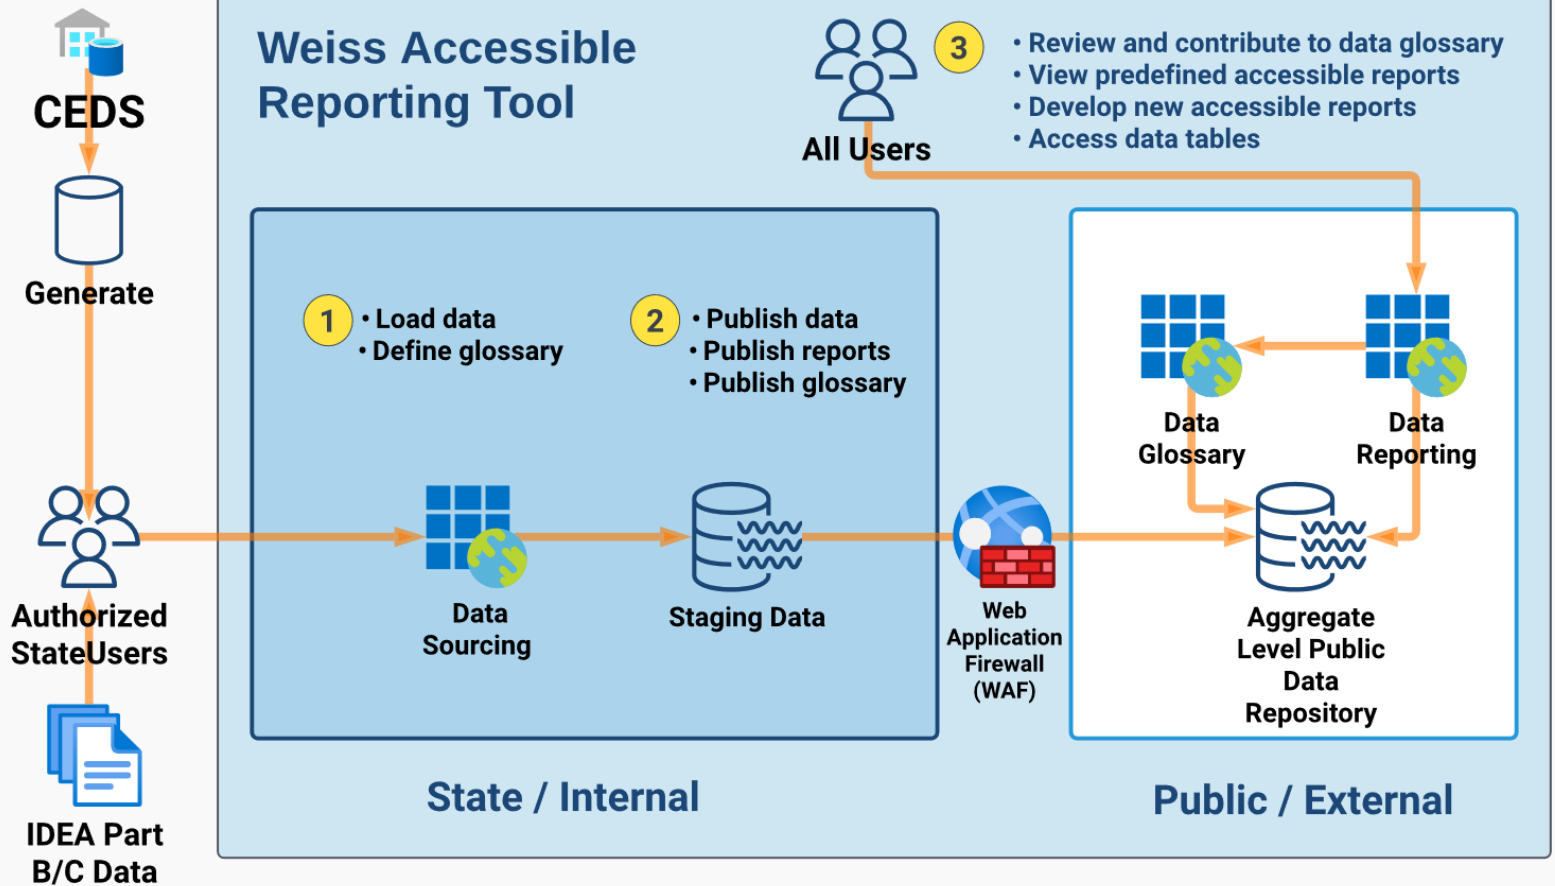 CEDS
Generate
Authorized
StateUsers
IDEA Part
B/C Data
Weiss Accessible
Reporting Tool
All Users
3
• Review and contribute to data glossary
• View predefined accessible reports
• Develop new accessible reports
• Access data tables
1
• Load data
• Define glossary
2
• Publish data
• Publish reports
• Publish glossary
Data
Sourcing
Staging Data
Web
Application
Firewall
(WAF)
Data
Glossary
Data
Reporting
Aggregate
Level Public
Data
Repository
State / Internal
Public / External